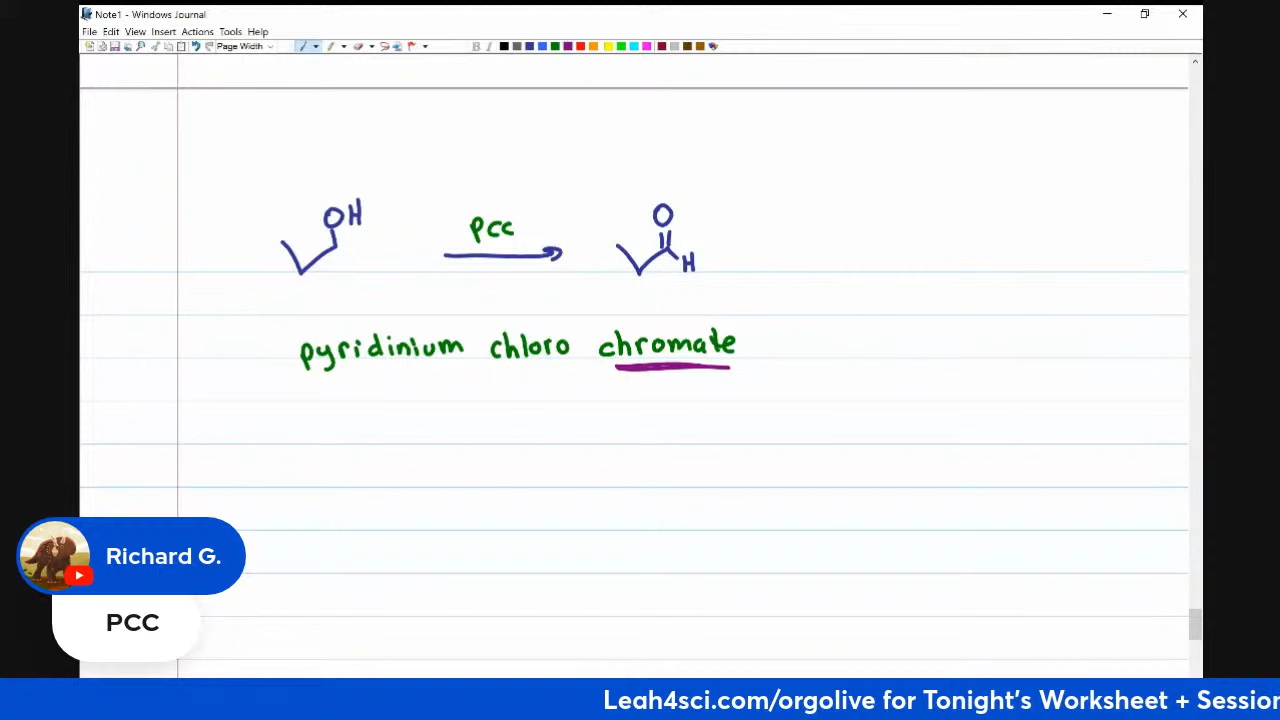 Note1 - Windows Journal
File Edit View Insert Actions Tools Help
Page Width
B I
OH
PCC
O
H
pyridinium chloro chromate
Richard G.
PCC
Leah4sci.com/orgolive for Tonight's Worksheet + Session